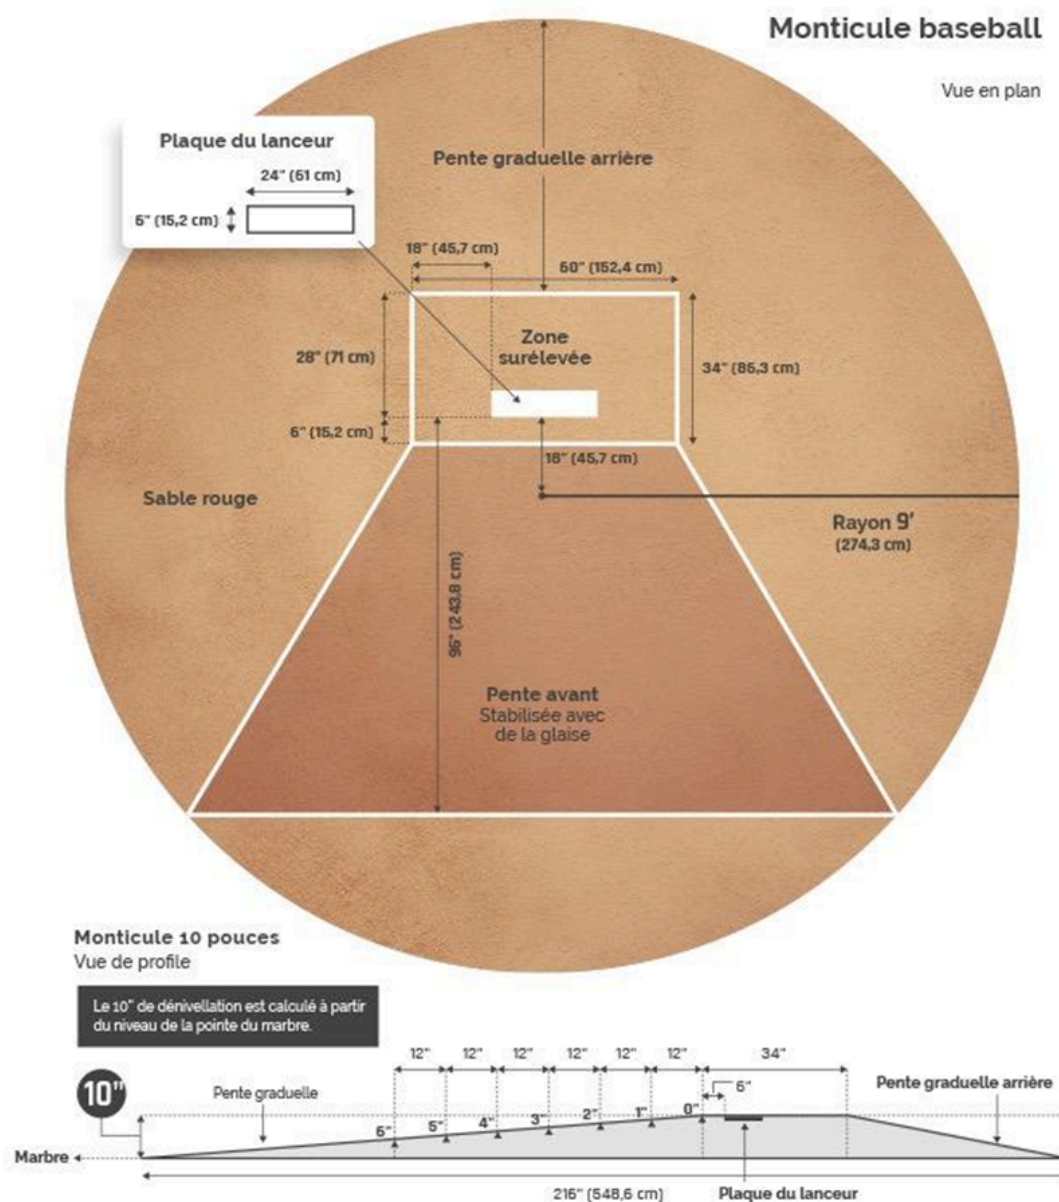 Monticule baseball
Vue en plan
Plaque du lanceur
24" (61 cm)
6" (15,2 cm)
Pente graduelle arrière
18" (45,7 cm)
60" (152,4 cm)
Zone
surélevée
28" (71 cm)
34" (86,3 cm)
6" (15,2 cm)
18" (45,7 cm)
Sable rouge
Rayon 9'
(274,3 cm)
96" (243,8 cm)
Pente avant
Stabilisée avec
de la glaise
Monticule 10 pouces
Vue de profile
Le 10" de dénivellation est calculé à partir
du niveau de la pointe du marbre.
12" 12" 12" 12" 12" 12" 34"
10"
Pente graduelle
6"
Pente graduelle arrière
6" 5" 4" 3" 2" 1" 0"
Marbre
216" (548,6 cm)
Plaque du lanceur